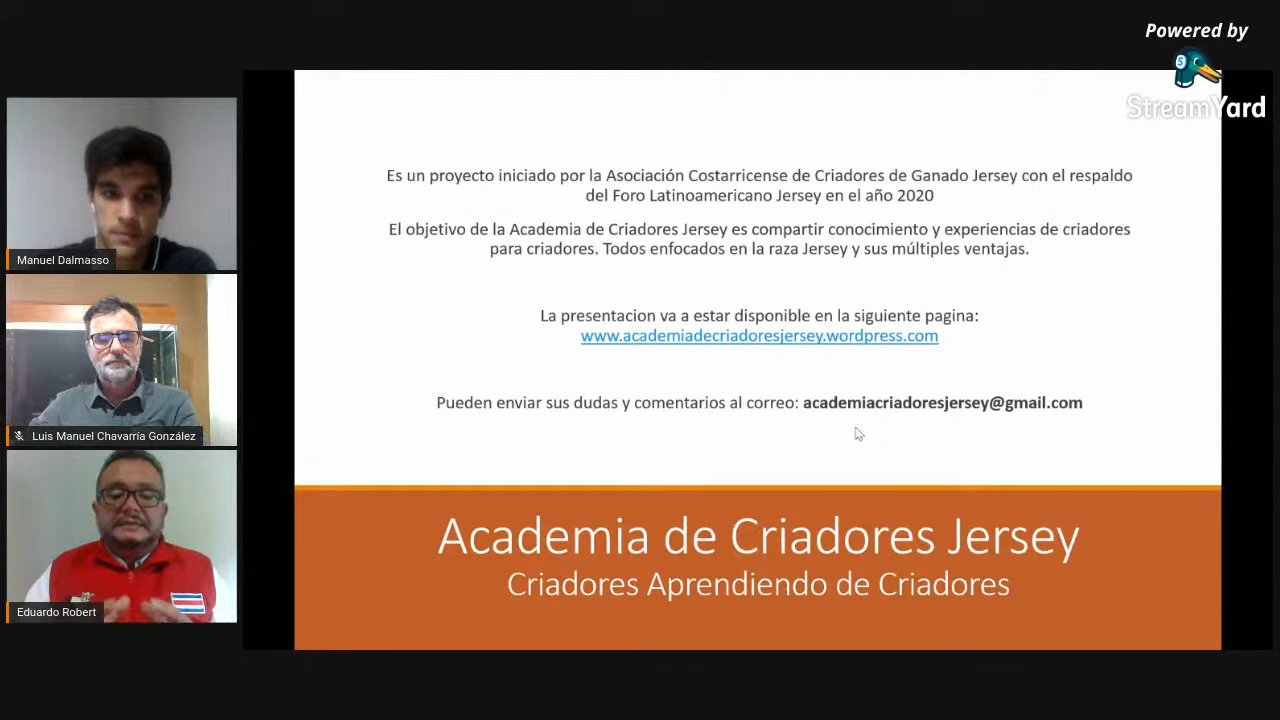 Powered by
StreamYard
Es un proyecto iniciado por la Asociación Costarricense de Criadores de Ganado Jersey con el respaldo
del Foro Latinoamericano Jersey en el año 2020
El objetivo de la Academia de Criadores Jersey es compartir conocimiento y experiencias de criadores
para criadores. Todos enfocados en la raza Jersey y sus múltiples ventajas.
La presentacion va a estar disponible en la siguiente pagina:
www.academiadecriadoresjersey.wordpress.com
Pueden enviar sus dudas y comentarios al correo: academiacriadoresjersey@gmail.com
Academia de Criadores Jersey
Criadores Aprendiendo de Criadores
Manuel Dalmasso
Luis Manuel Chavarría González
Eduardo Robert